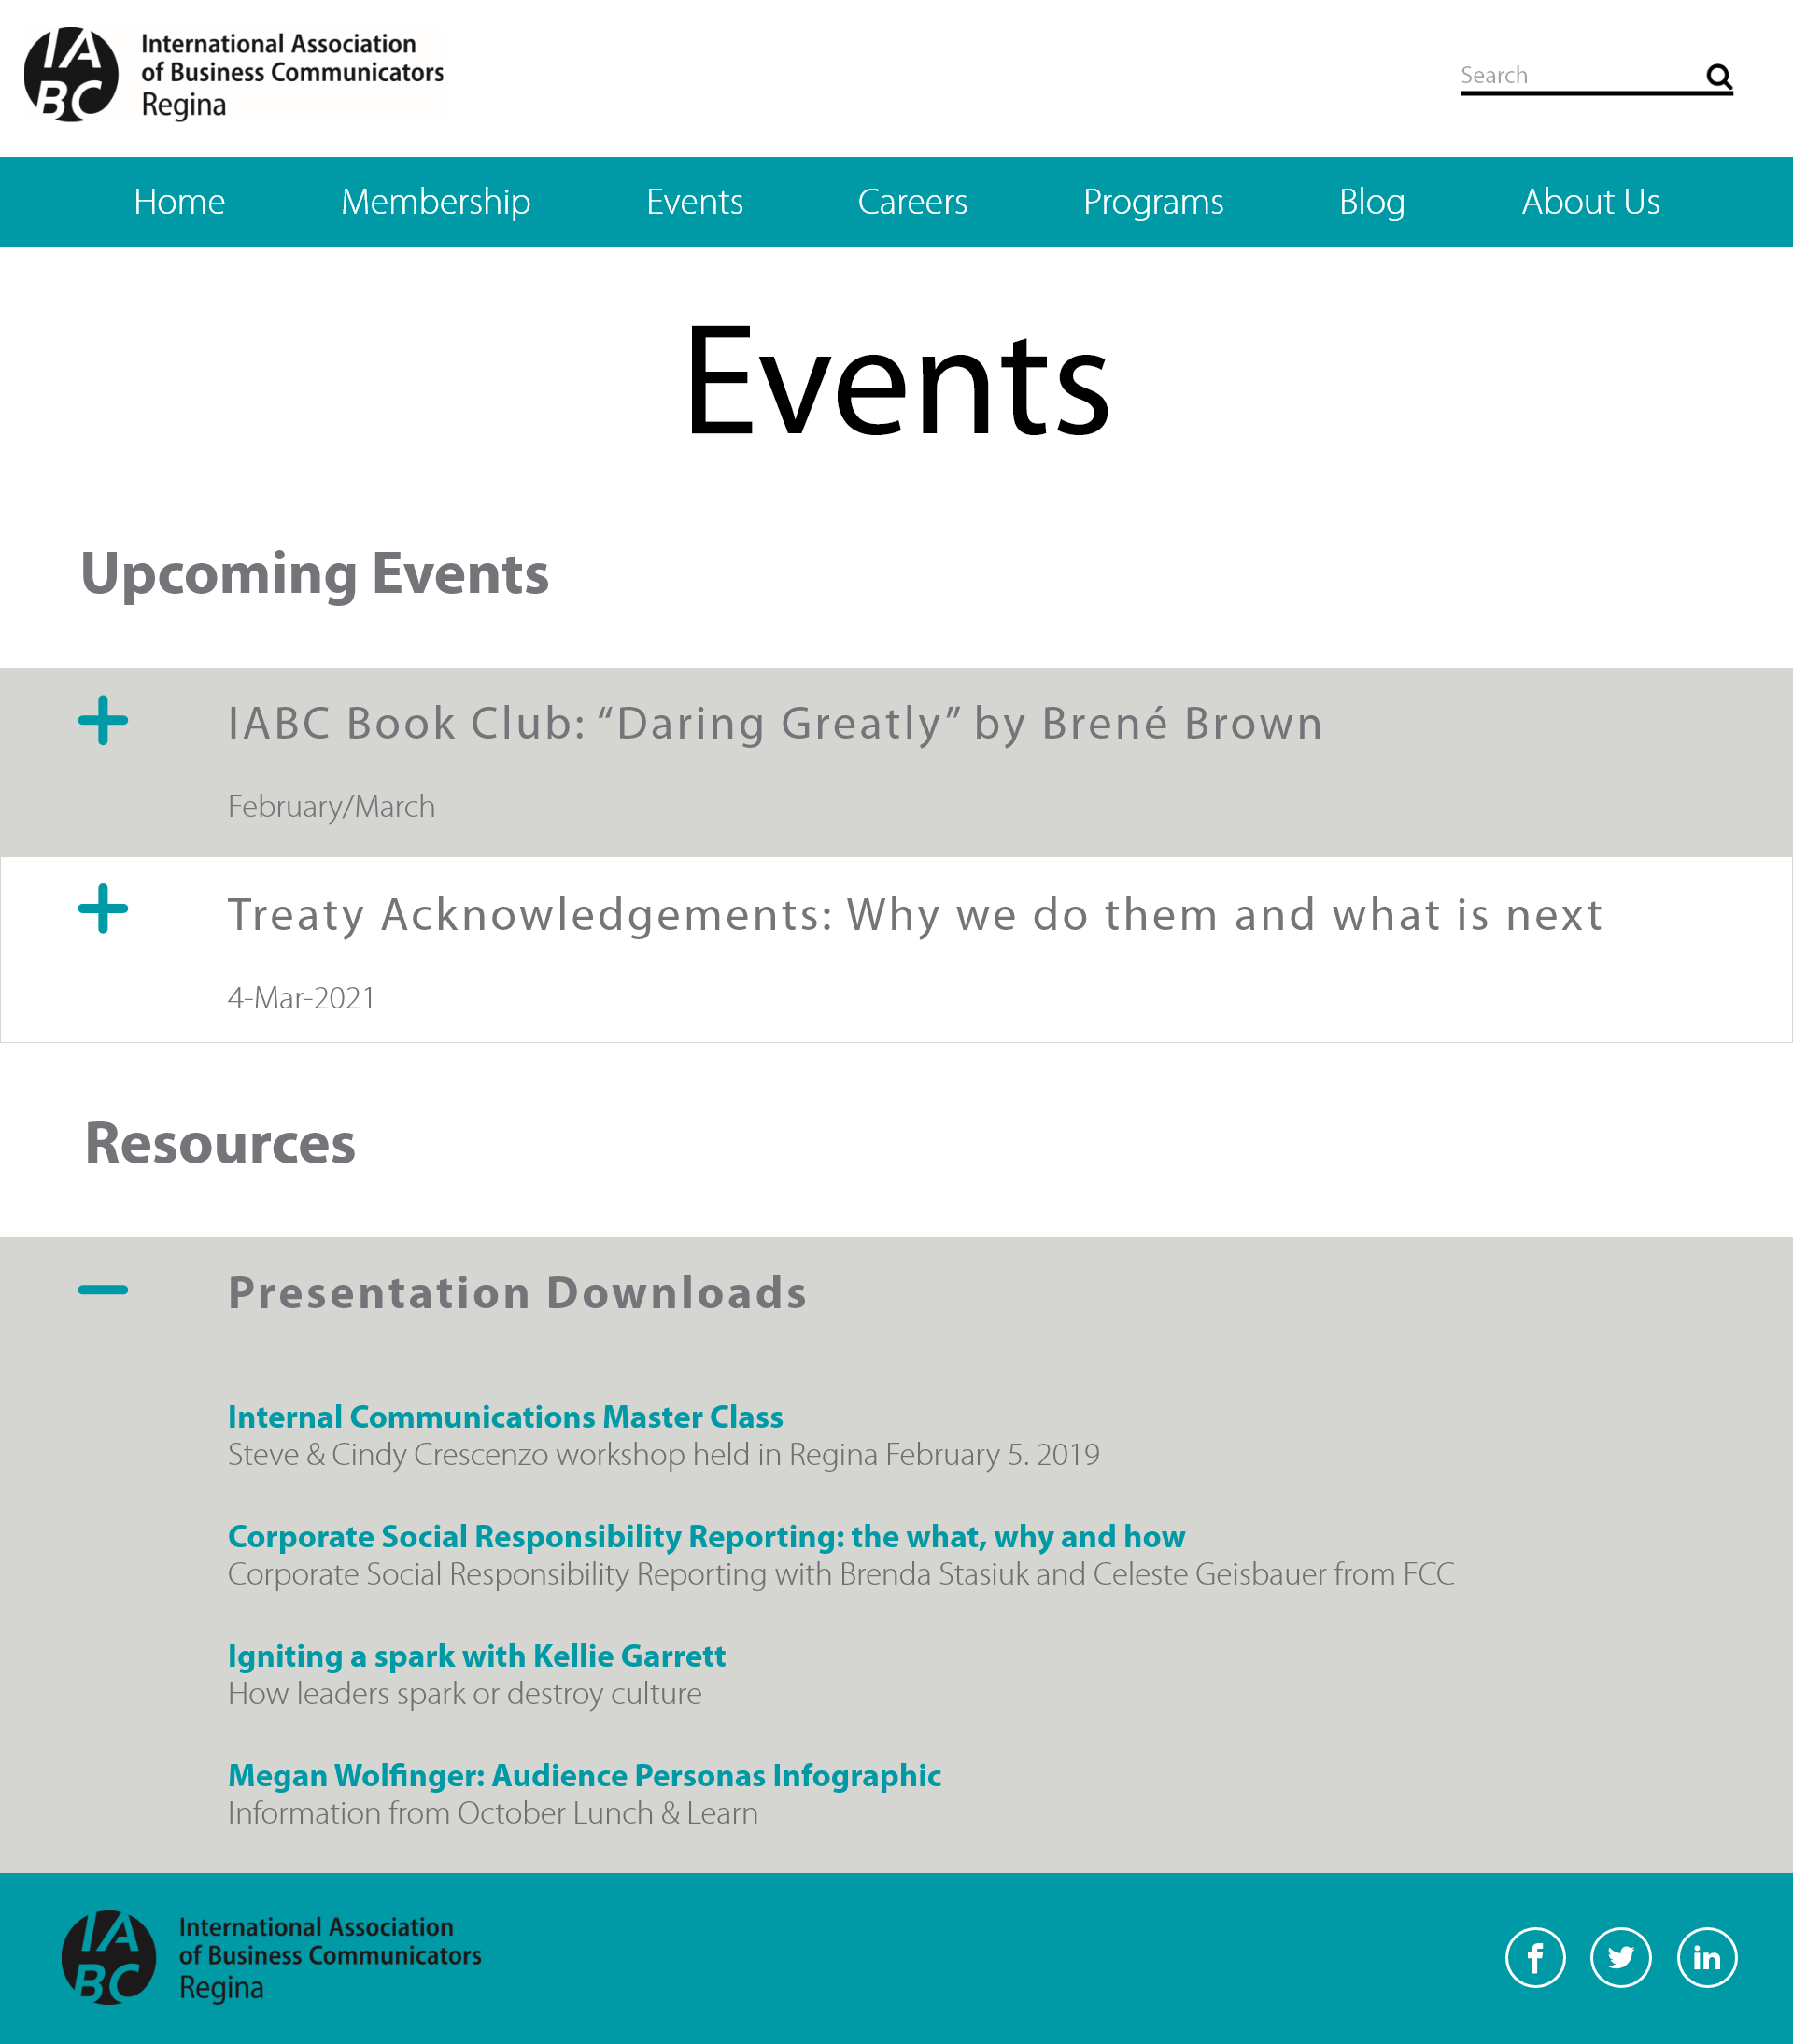 IA
BC
International Association
of Business Communicators
Regina
Search
Home Membership Events Careers Programs Blog About Us
Events
Upcoming Events
IABC Book Club: “Daring Greatly” by Brené Brown
February/March
Treaty Acknowledgements: Why we do them and what is next
4-Mar-2021
Resources
Presentation Downloads
Internal Communications Master Class
Steve & Cindy Crescenzo workshop held in Regina February 5. 2019
Corporate Social Responsibility Reporting: the what, why and how
Corporate Social Responsibility Reporting with Brenda Stasiuk and Celeste Geisbauer from FCC
Igniting a spark with Kellie Garrett
How leaders spark or destroy culture
Megan Wolfinger: Audience Personas Infographic
Information from October Lunch & Learn
IA
BC
International Association
of Business Communicators
Regina
f in